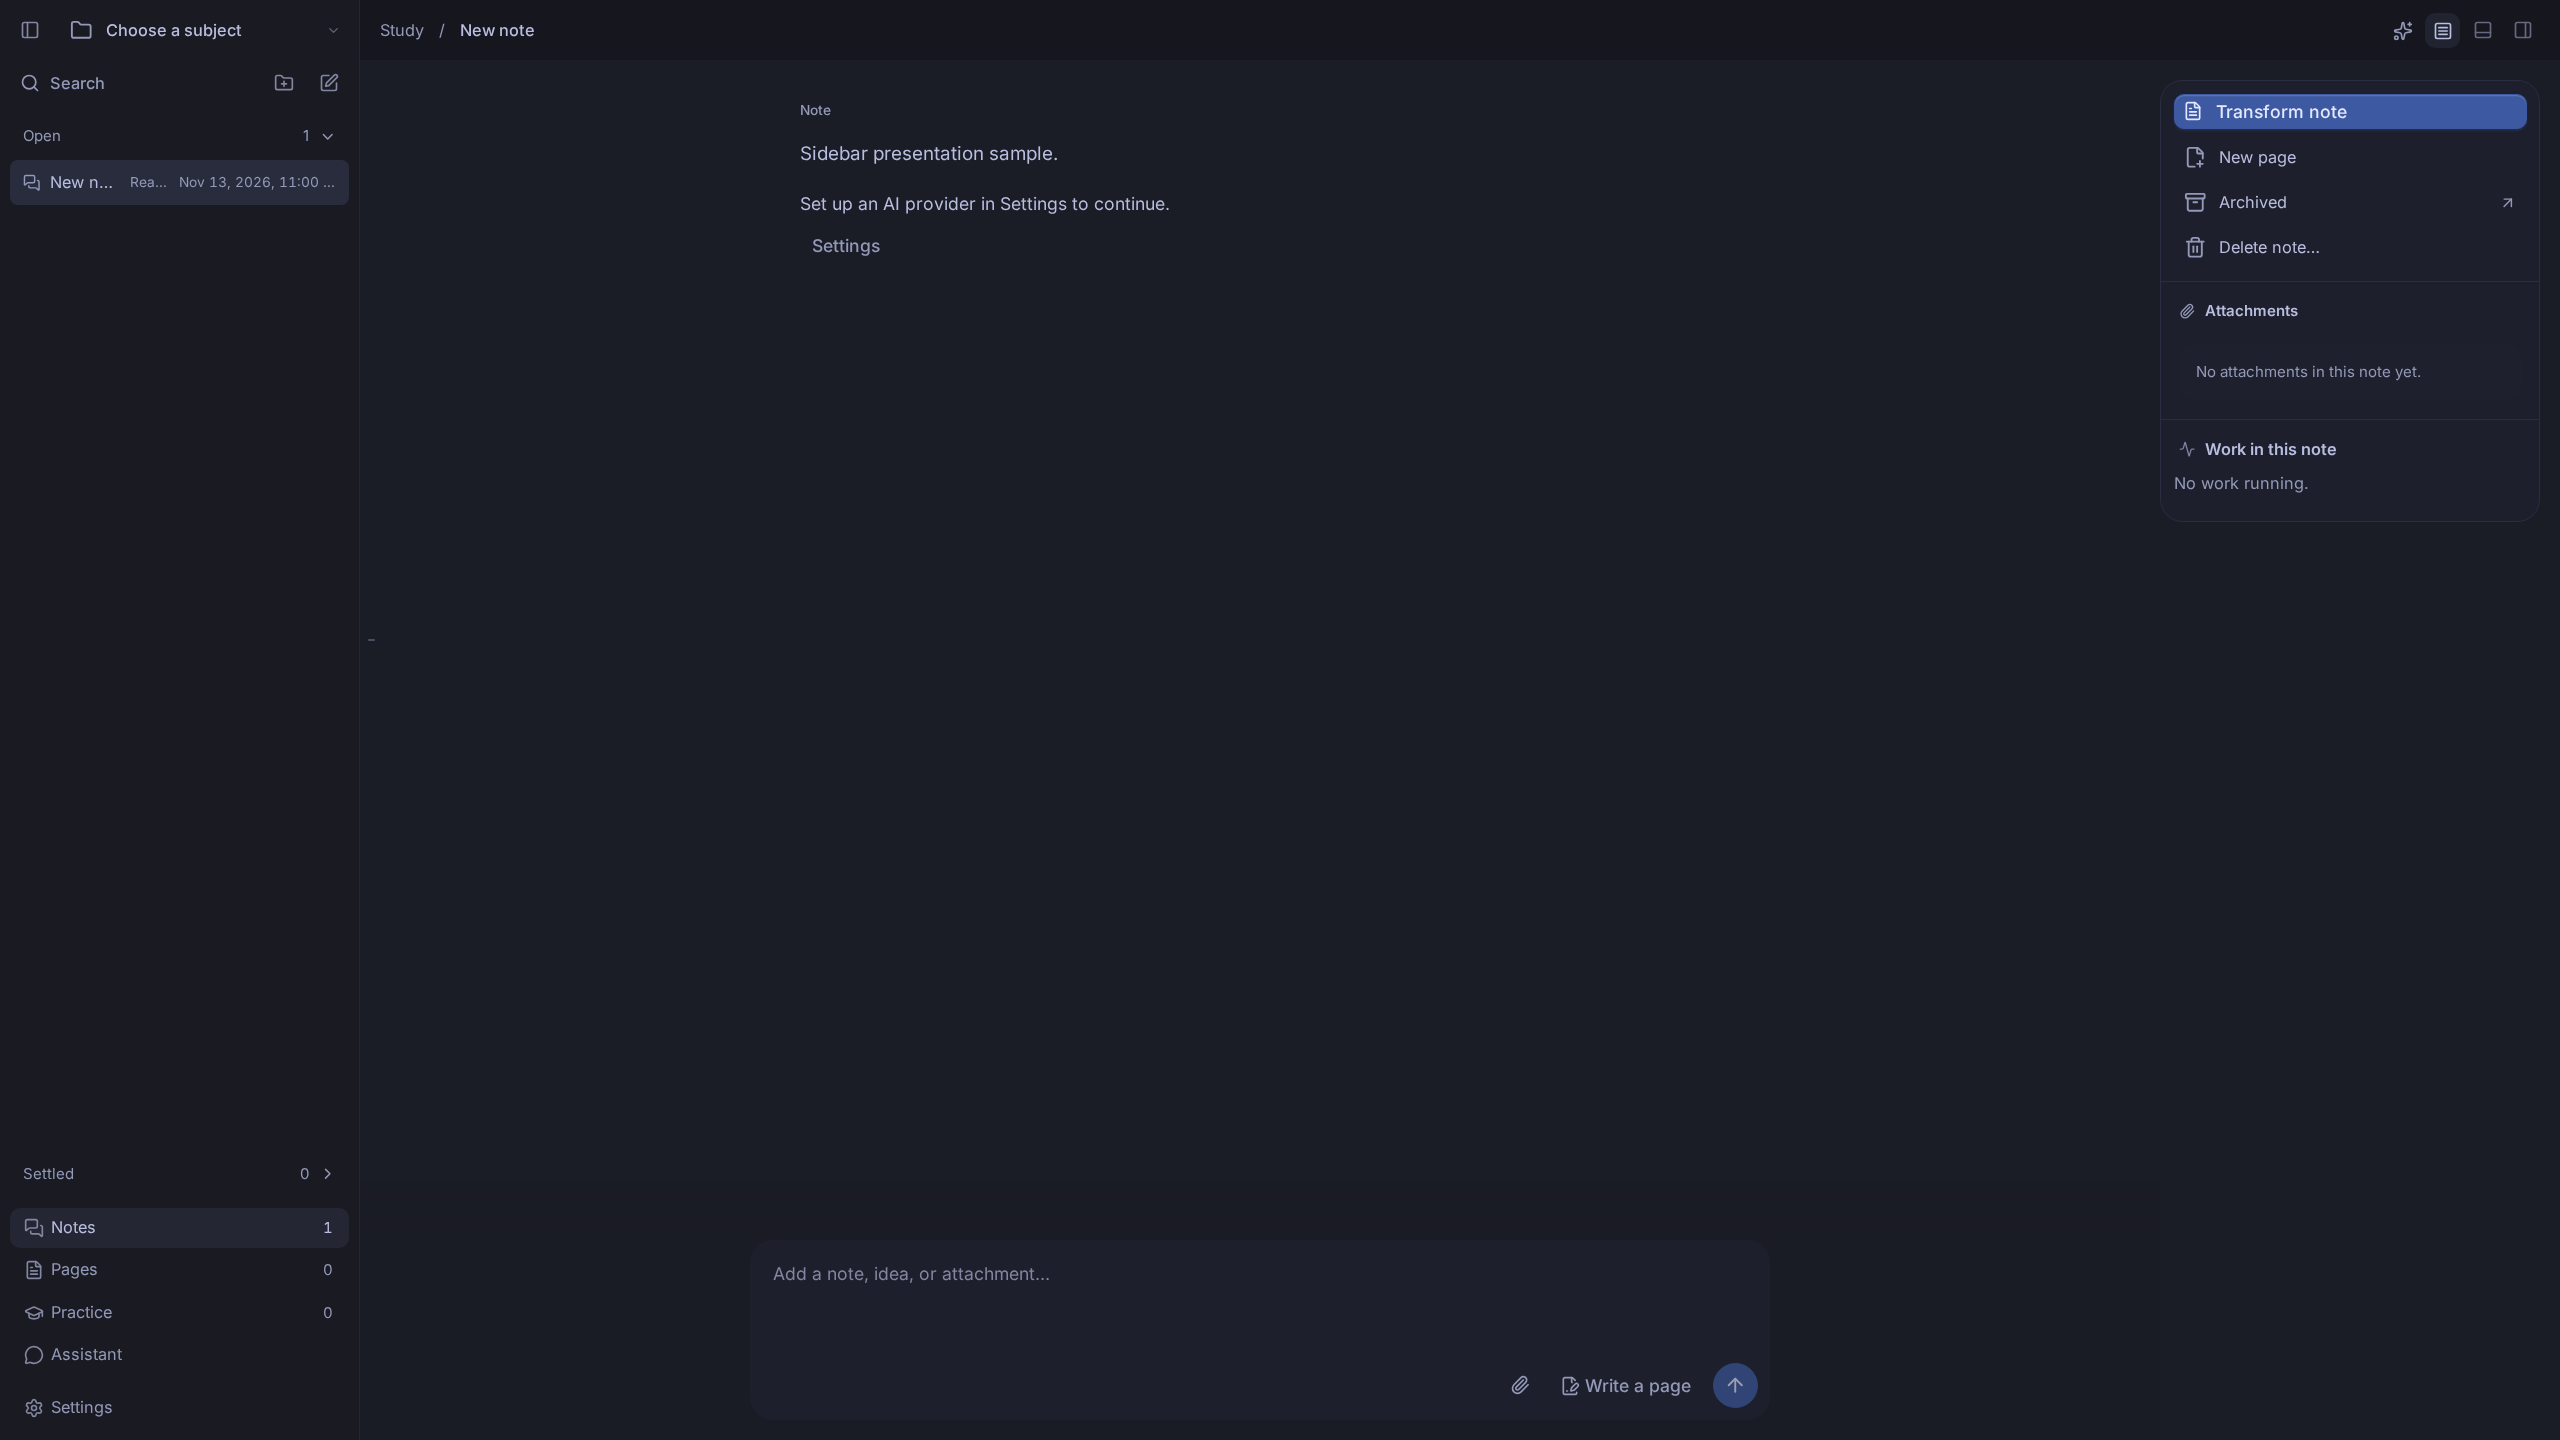 Choose a subject
Search
Open 1
New n... Rea... Nov 13, 2026, 11:00 ...
Settled 0
Notes 1
Pages 0
Practice 0
Assistant
Settings
Study / New note
Note
Sidebar presentation sample.
Set up an AI provider in Settings to continue.
Settings
Add a note, idea, or attachment...
Write a page
Transform note
New page
Archived
Delete note...
Attachments
No attachments in this note yet.
Work in this note
No work running.